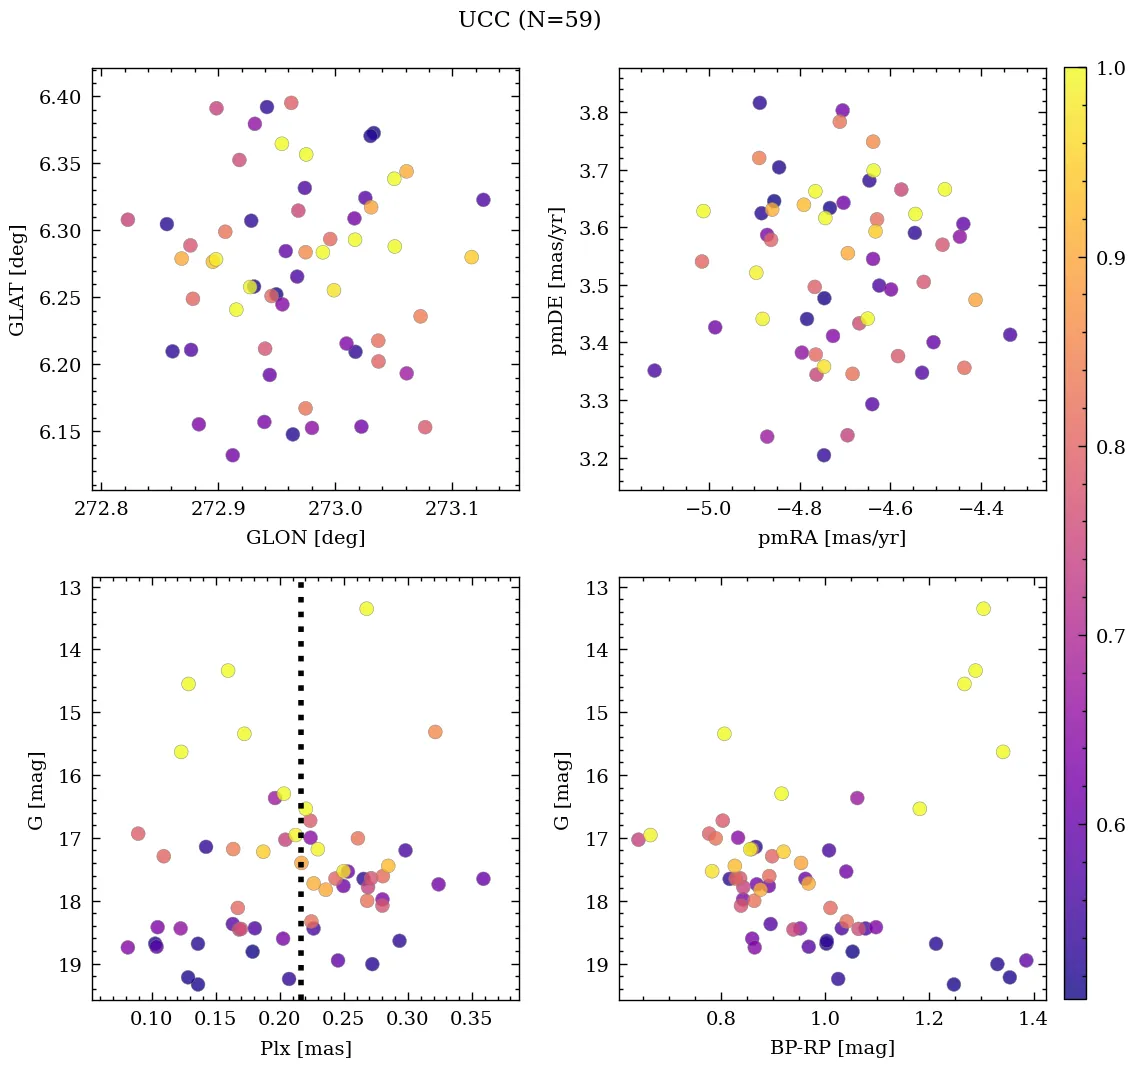 UCC (N=59)
6.40
6.35
6.30
6.25
6.20
6.15
GLAT [deg]
272.8 272.9 273.0 273.1
GLON [deg]
3.8
3.7
3.6
3.5
3.4
3.3
3.2
pmDE [mas/yr]
−5.0 −4.8 −4.6 −4.4
pmRA [mas/yr]
13
14
15
16
17
18
19
G [mag]
0.10 0.15 0.20 0.25 0.30 0.35
Plx [mas]
13
14
15
16
17
18
19
G [mag]
0.8 1.0 1.2 1.4
BP-RP [mag]
1.0
0.9
0.8
0.7
0.6